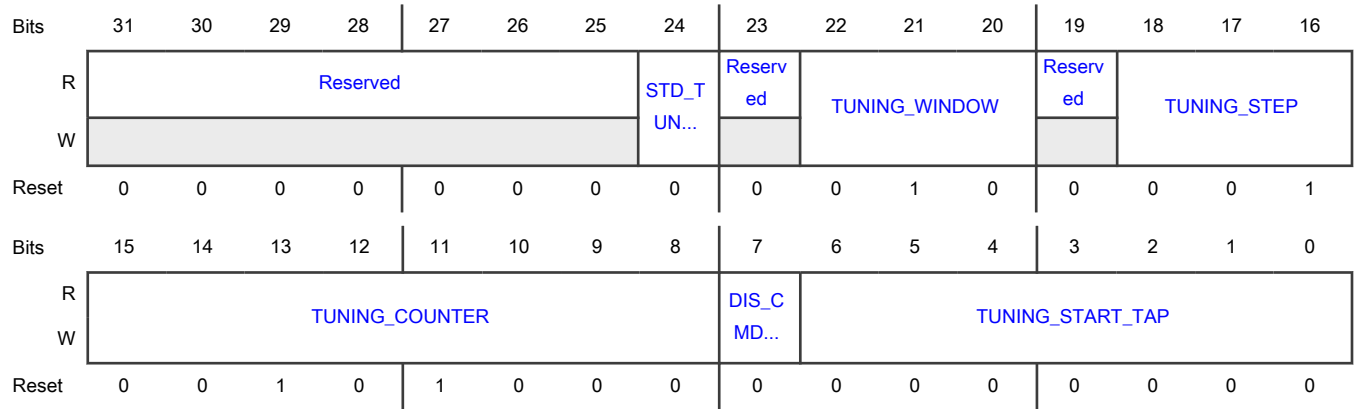 Bits 31 30 29 28 27 26 25 24 23 22 21 20 19 18 17 16
R Reserved STD_T Reserv TUNING_WINDOW Reserv TUNING_STEP
UN... ed ed
W
Reset 0 0 0 0 0 0 0 0 0 0 1 0 0 0 0 1
Bits 15 14 13 12 11 10 9 8 7 6 5 4 3 2 1 0
R TUNING_COUNTER DIS_C TUNING_START_TAP
W MD...
Reset 0 0 1 0 1 0 0 0 0 0 0 0 0 0 0 0